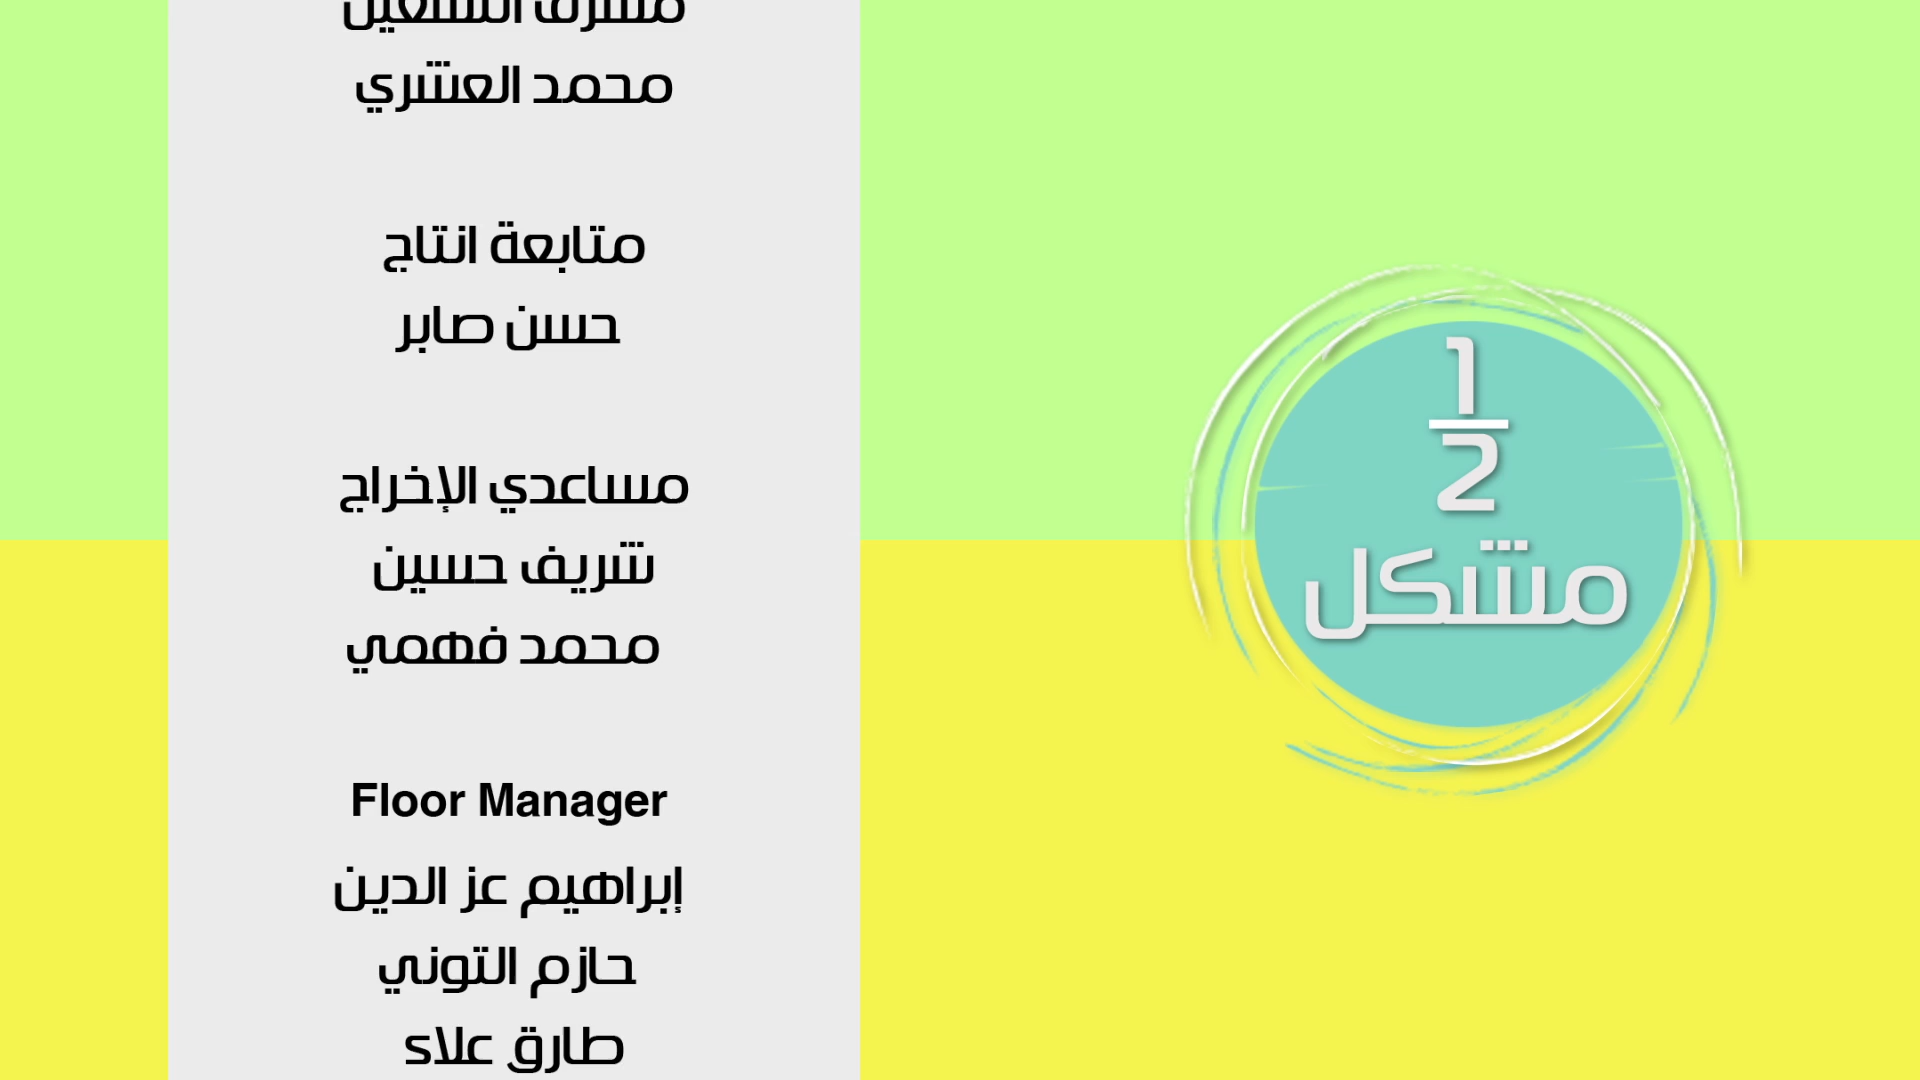 محمد العشري
متابعة انتاج
حسن صابر
مساعدي الإخراج
شريف حسين
محمد فهمي
Floor Manager
إبراهيم عز الدين
حازم التوني
طارق علاء
1
2
مشكل